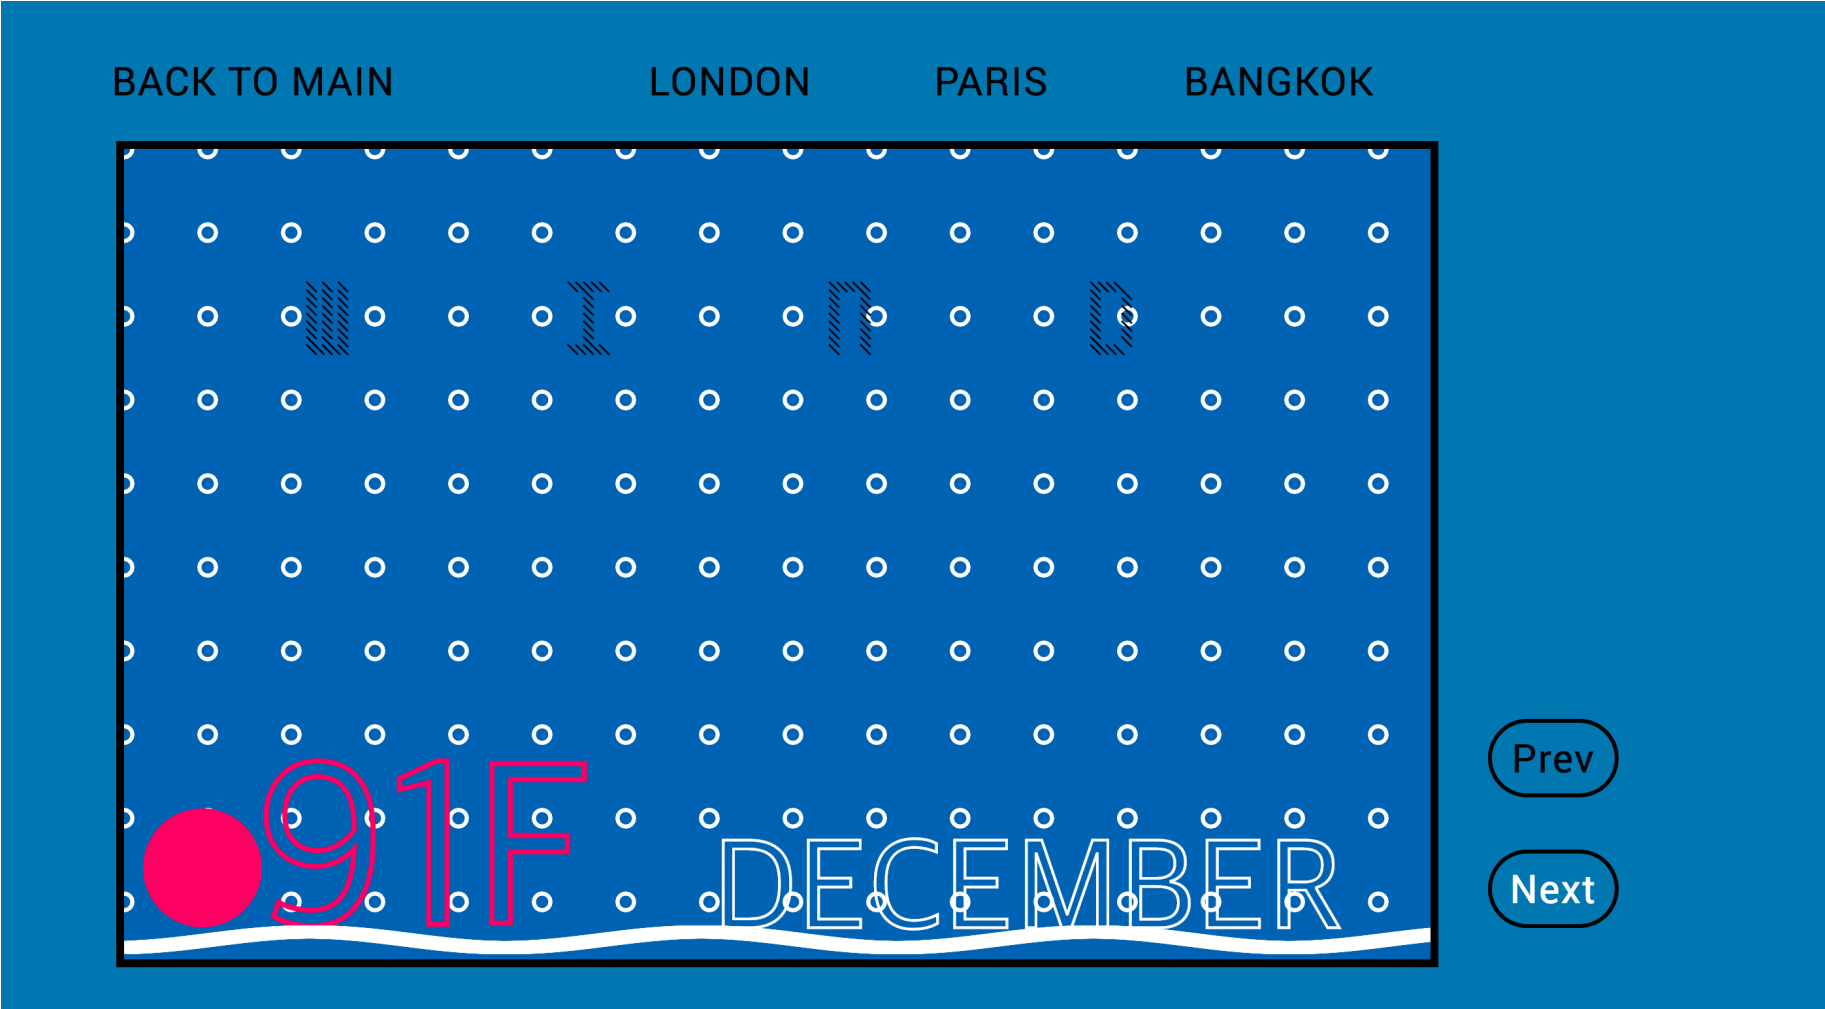 BACK TO MAIN LONDON PARIS BANGKOK
WIND
91F
DECEMBER
Prev
Next